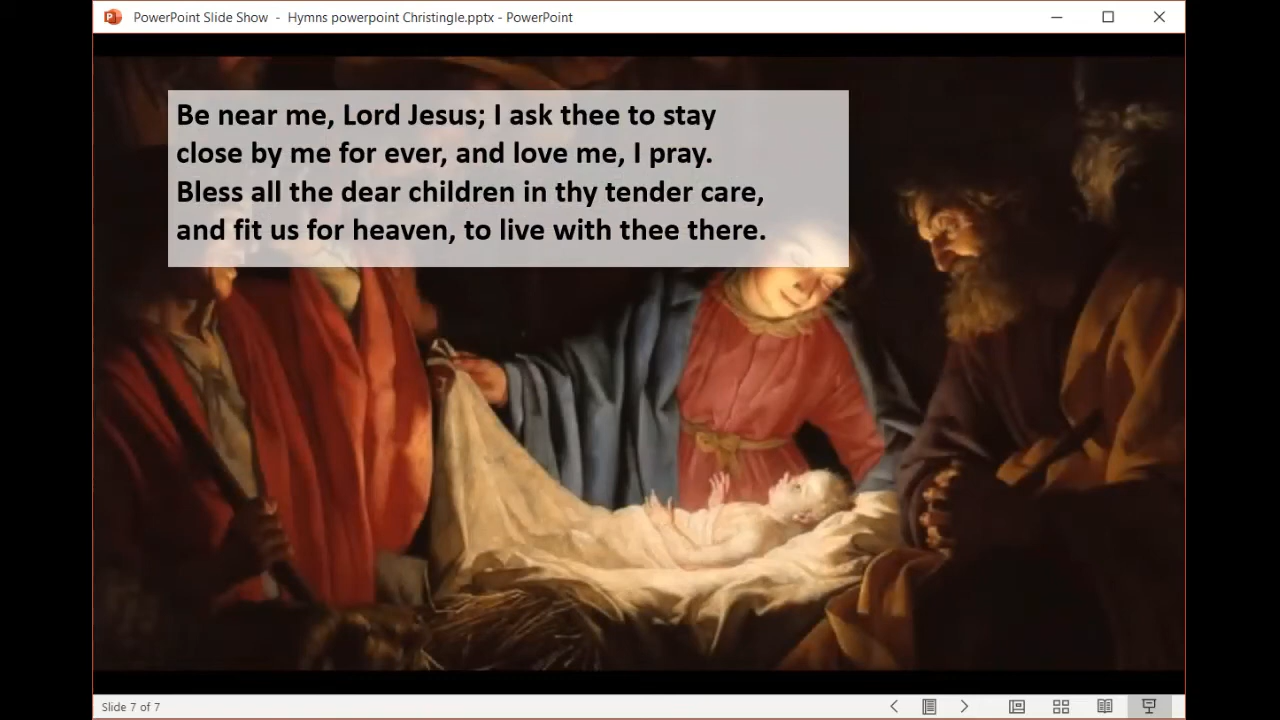 PowerPoint Slide Show - Hymns powerpoint Christingle.pptx - PowerPoint
Be near me, Lord Jesus; I ask thee to stay
close by me for ever, and love me, I pray.
Bless all the dear children in thy tender care,
and fit us for heaven, to live with thee there.
Slide 7 of 7